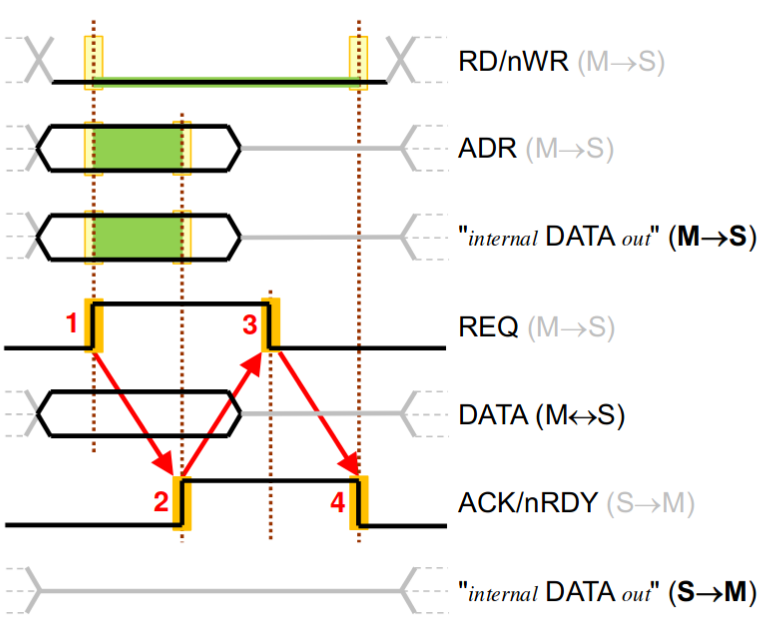 RD/nWR (M→S)
ADR (M→S)
"internal DATA out" (M→S)
1
3
REQ (M→S)
DATA (M↔S)
2
4
ACK/nRDY (S→M)
"internal DATA out" (S→M)